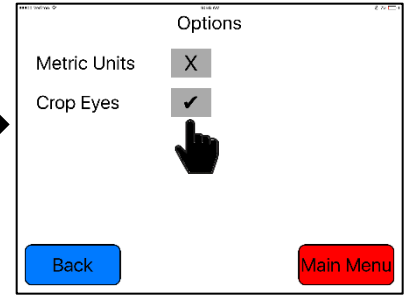 Options
Metric Units X
Crop Eyes ✔
Back
Main Menu